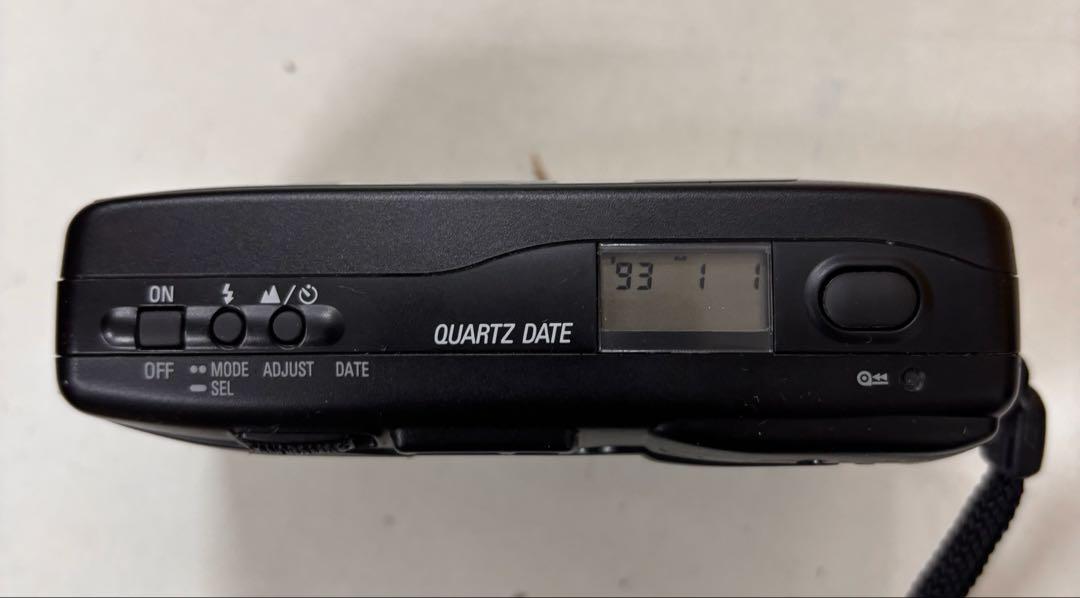 ON
'93 1 1
QUARTZ DATE
OFF MODE ADJUST DATE
SEL